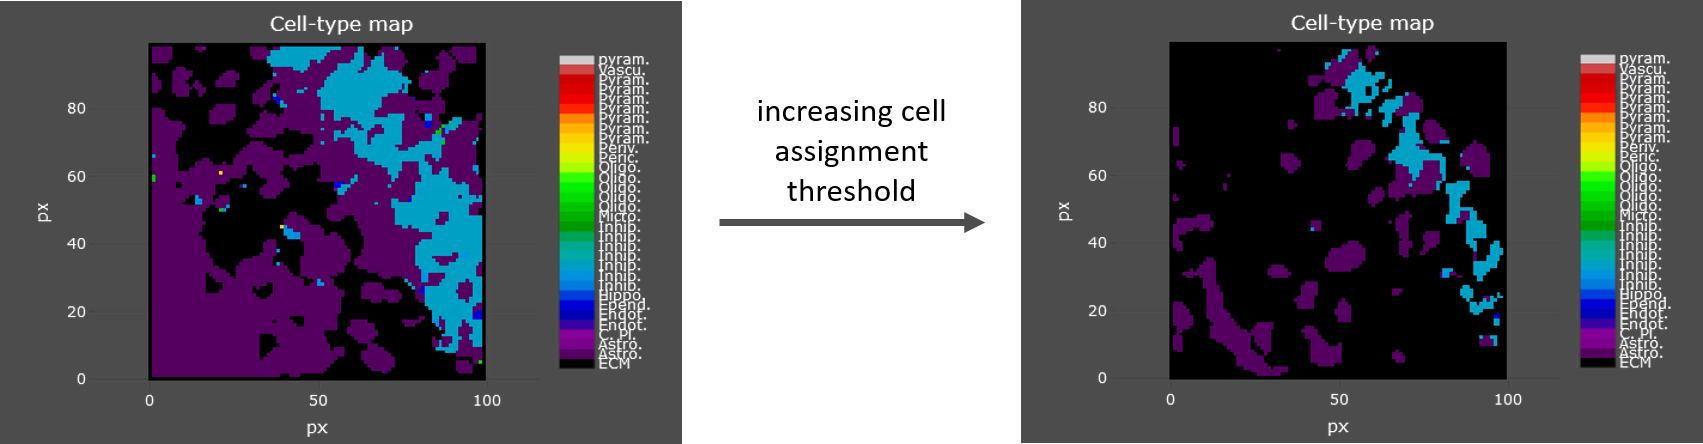 Cell-type map
80
60
40
20
0
px
0
50
100
px
pyram.
Vascu.
Pyram.
Pyram.
Pyram.
Pyram.
Pyram.
Pyram.
Pyram.
Periv.
Peric.
Oligo.
Oligo.
Oligo.
Oligo.
Oligo.
Micro.
Inhib.
Inhib.
Inhib.
Inhib.
Inhib.
Inhib.
Inhib.
Hippo.
Epend.
Endot.
Endot.
C. Pl.
Astro.
Astro.
ECM
increasing cell
assignment
threshold
Cell-type map
80
60
40
20
0
px
0
50
100
px
pyram.
Vascu.
Pyram.
Pyram.
Pyram.
Pyram.
Pyram.
Pyram.
Pyram.
Periv.
Peric.
Oligo.
Oligo.
Oligo.
Oligo.
Oligo.
Micro.
Inhib.
Inhib.
Inhib.
Inhib.
Inhib.
Inhib.
Inhib.
Hippo.
Epend.
Endot.
Endot.
C. Pl.
Astro.
Astro.
ECM